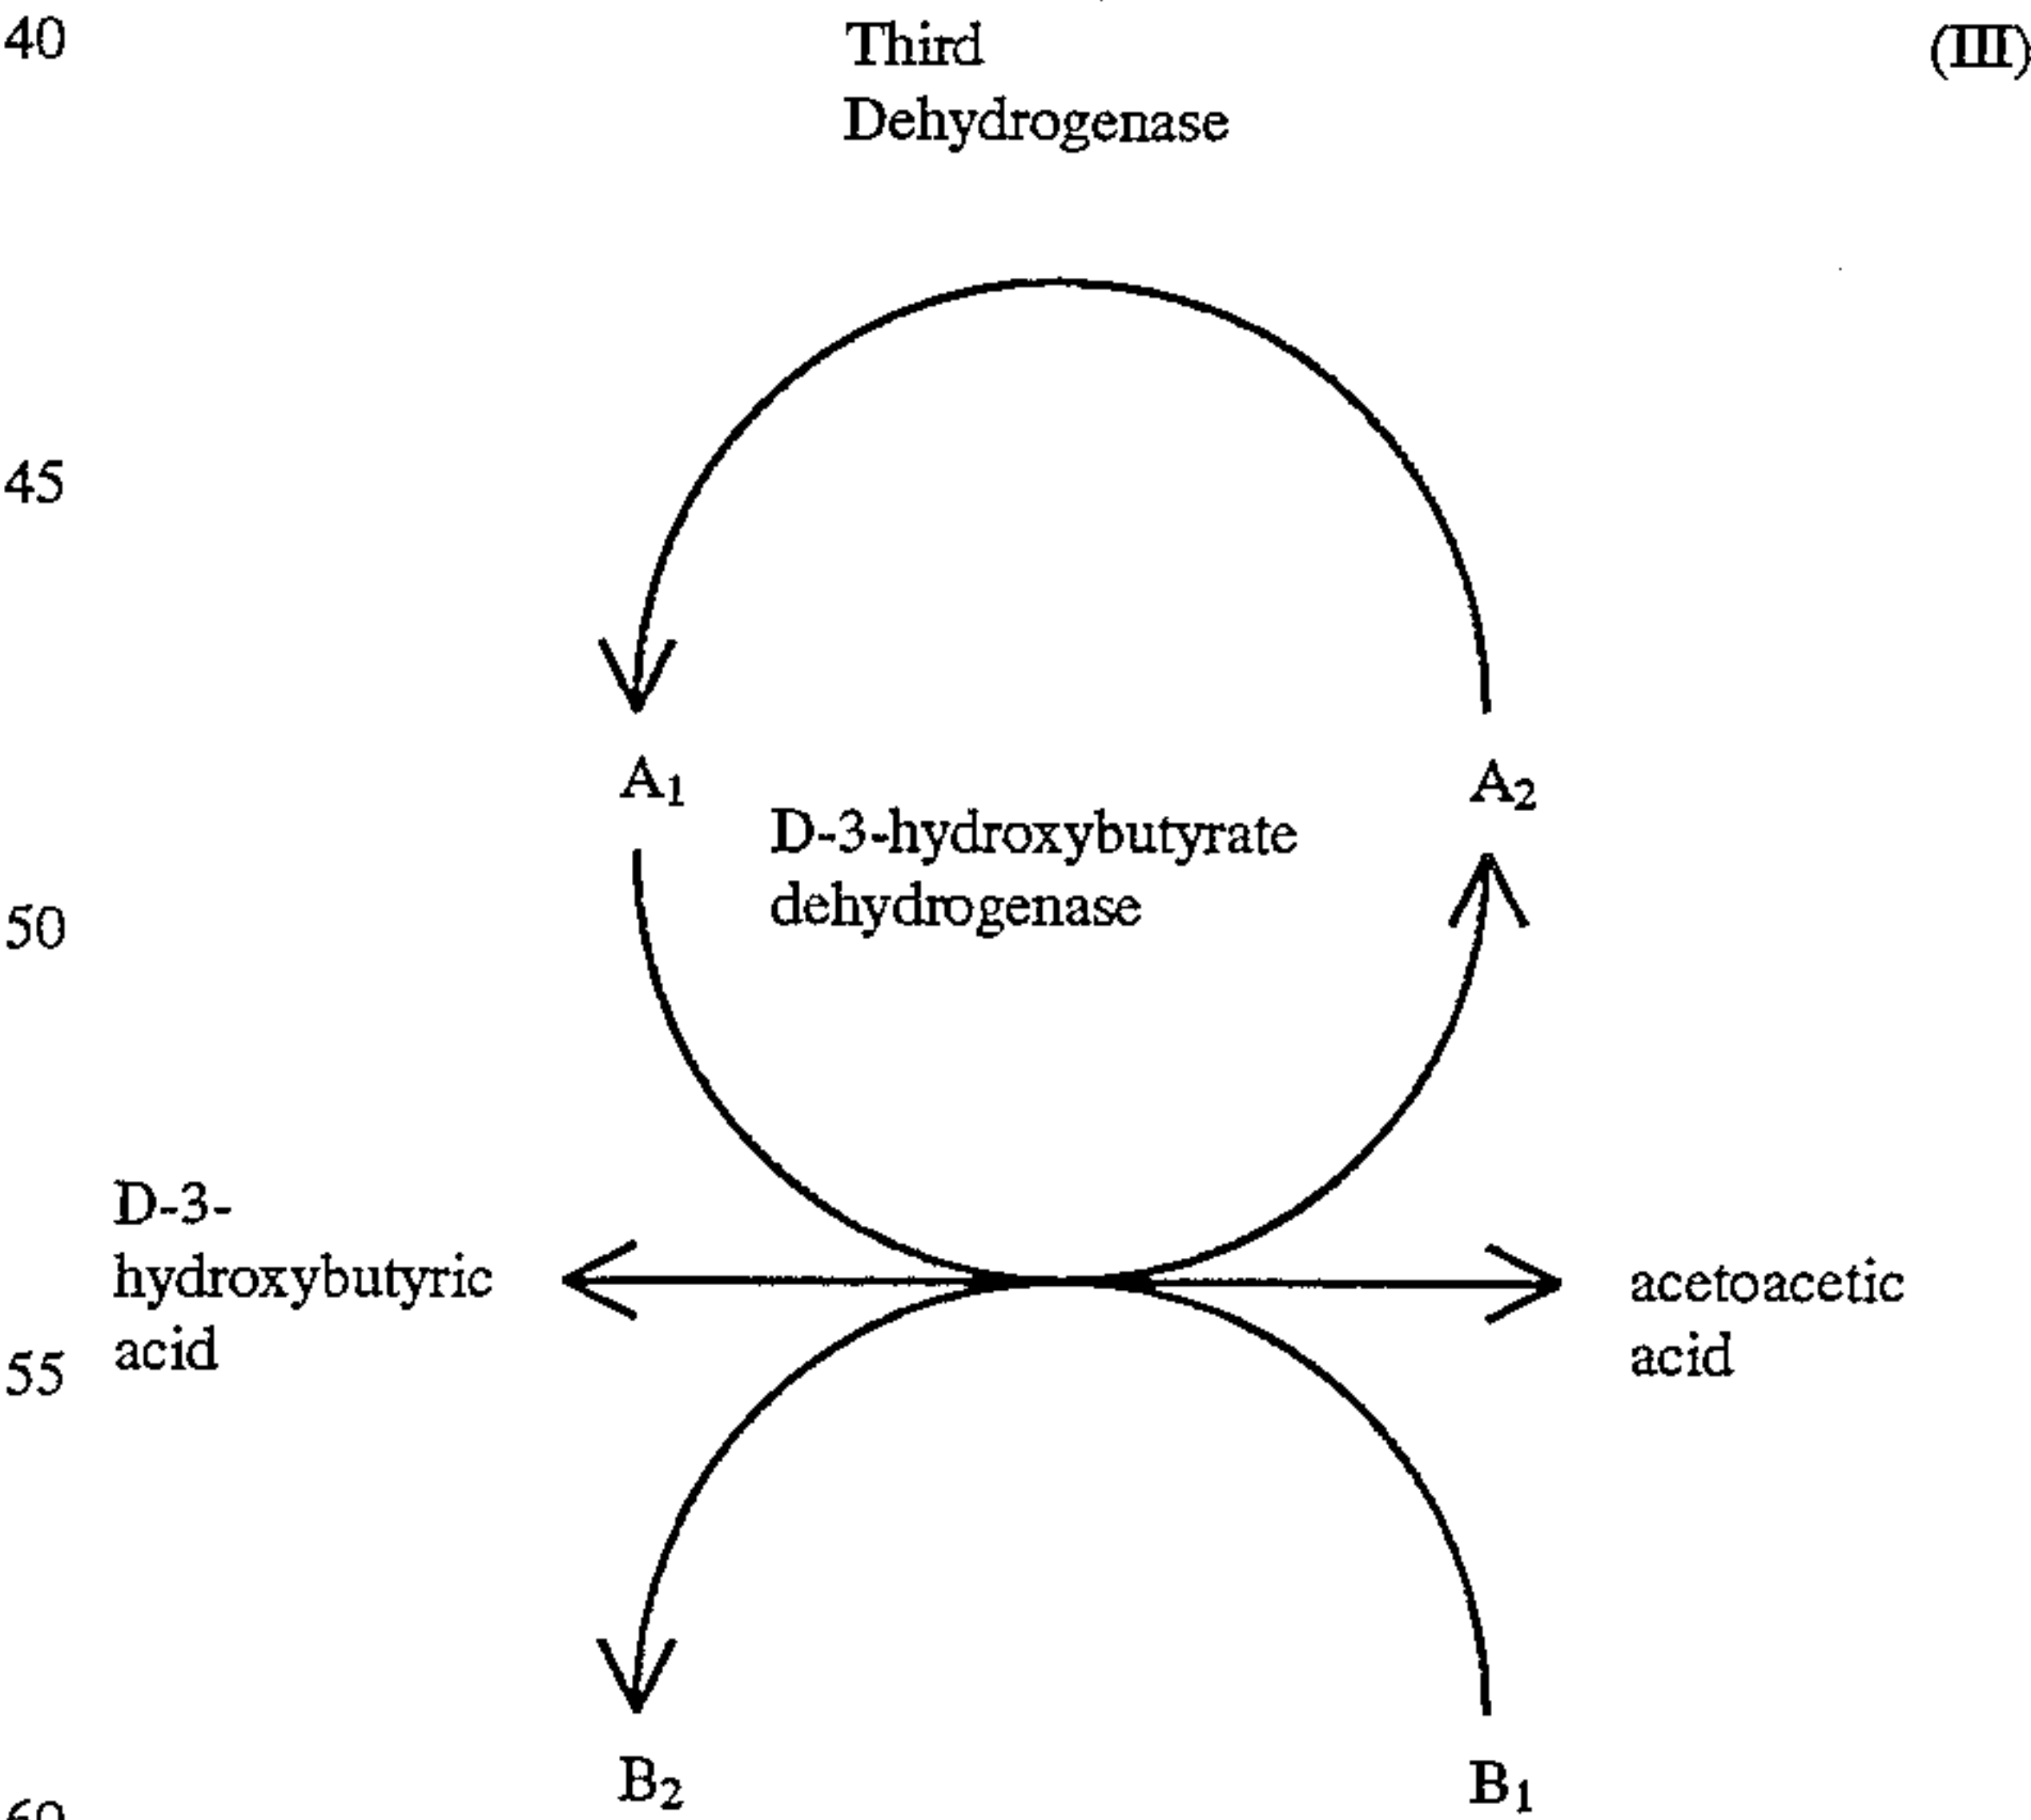 40
Third
Dehydrogenase
(III)
45
A1
A2
D-3-hydroxybutyrate
dehydrogenase
50
D-3-
hydroxybutyric
acid
acetoacetic
acid
55
B2
B1
60